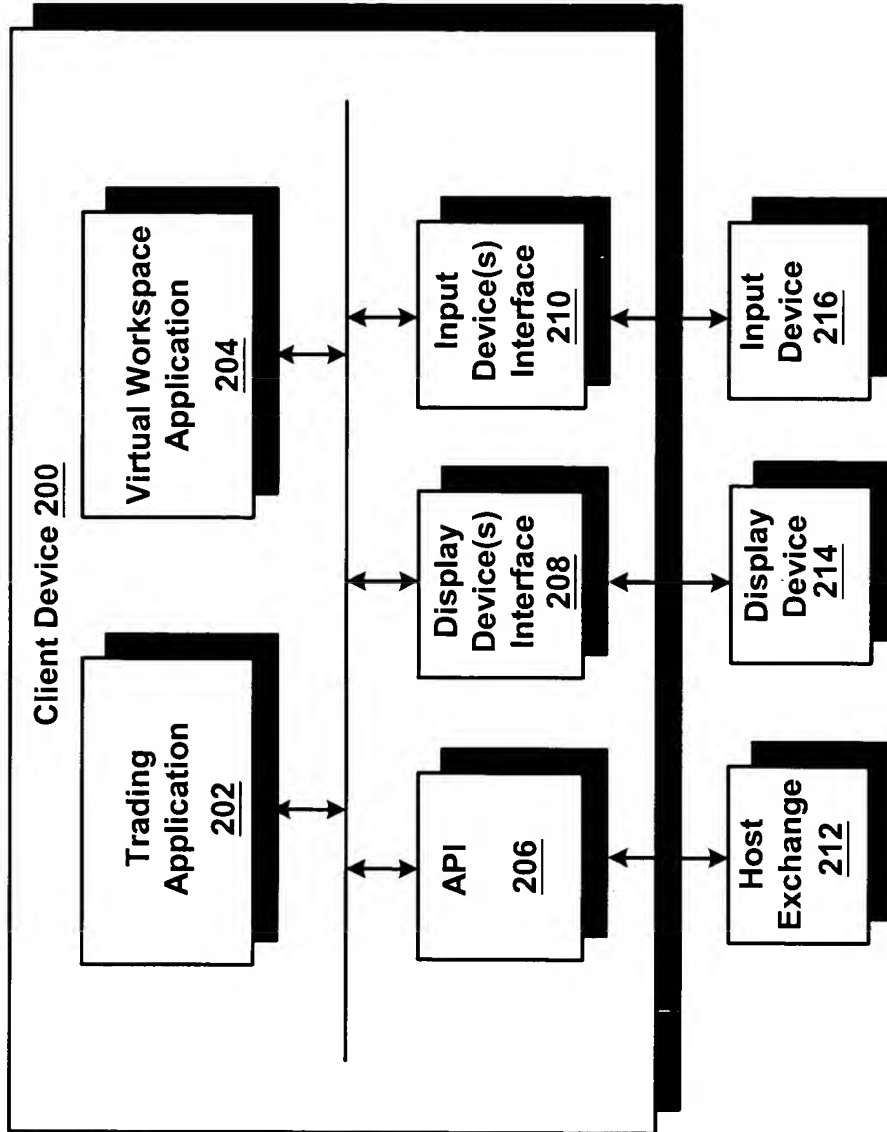 Client Device 200
Trading
Application
202
Virtual Workspace
Application
204
API
206
Display
Device(s)
Interface
208
Input
Device(s)
Interface
210
Host
Exchange
212
Display
Device
214
Input
Device
216